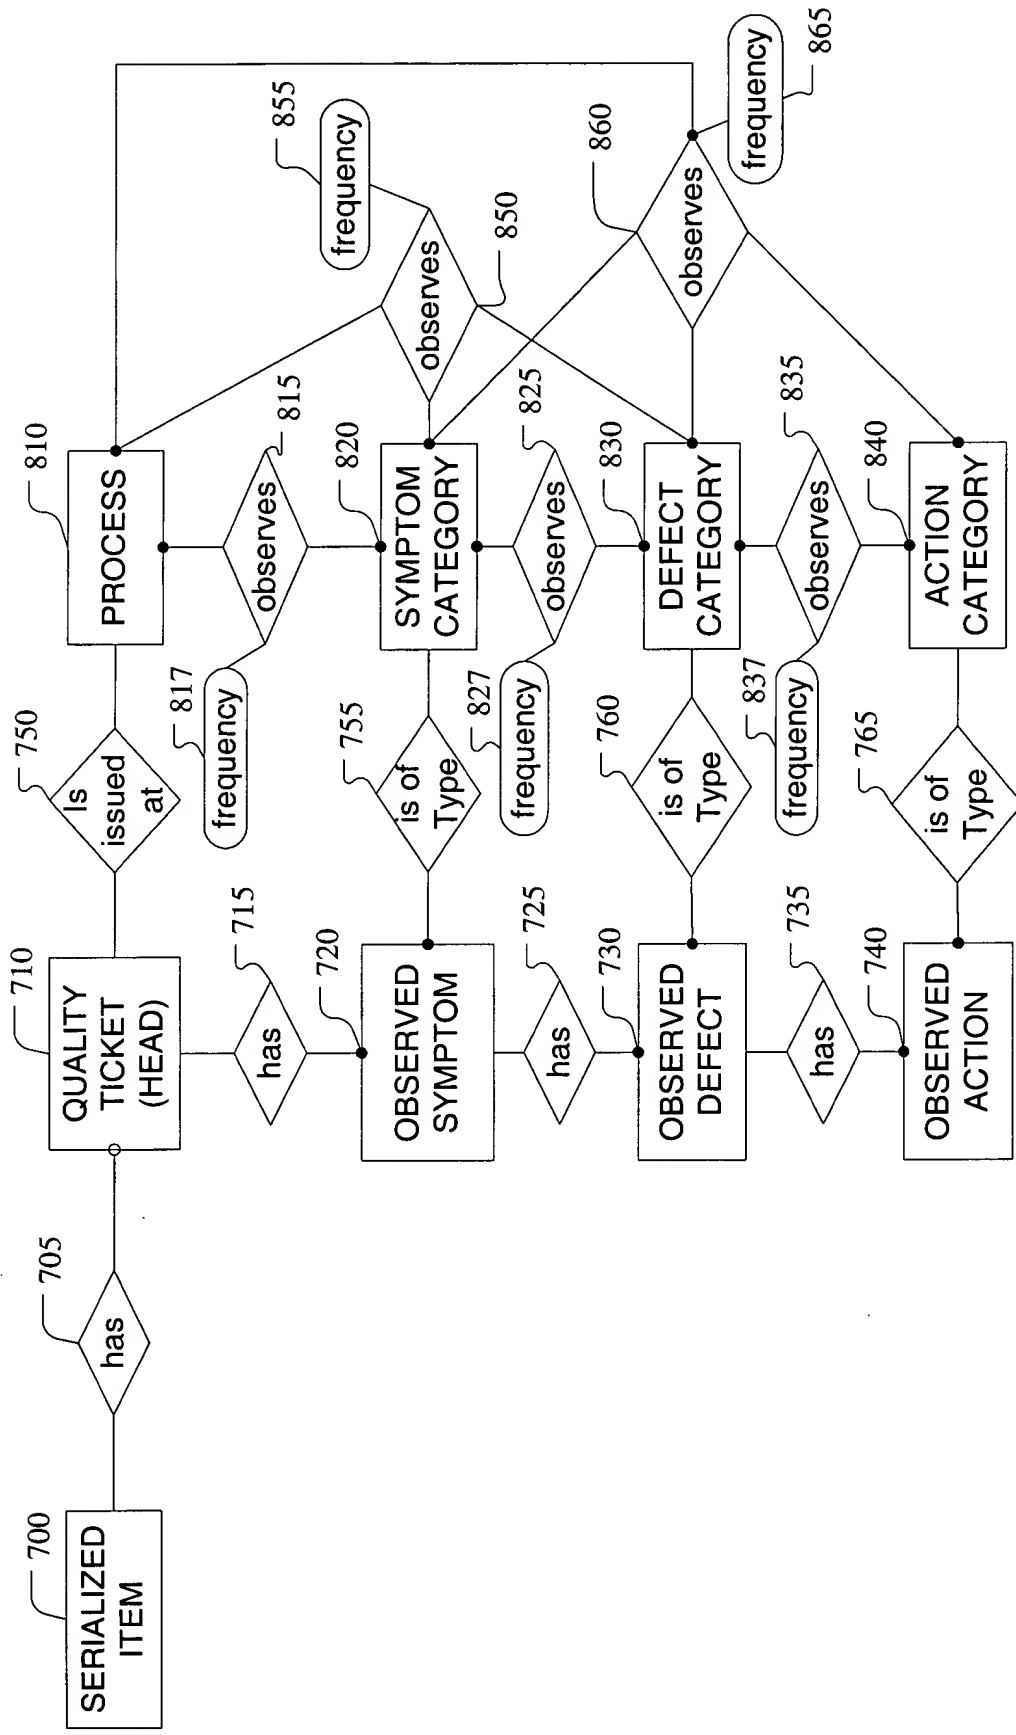 700
SERIALIZED
ITEM
705
has
710
QUALITY
TICKET
(HEAD)
750
Is
issued
at
810
PROCESS
715
has
817
frequency
815
observes
855
frequency
720
OBSERVED
SYMPTOM
755
is of
Type
820
SYMPTOM
CATEGORY
850
observes
725
has
827
frequency
825
observes
860
observes
865
frequency
730
OBSERVED
DEFECT
760
is of
Type
830
DEFECT
CATEGORY
735
has
837
frequency
835
observes
740
OBSERVED
ACTION
765
is of
Type
840
ACTION
CATEGORY